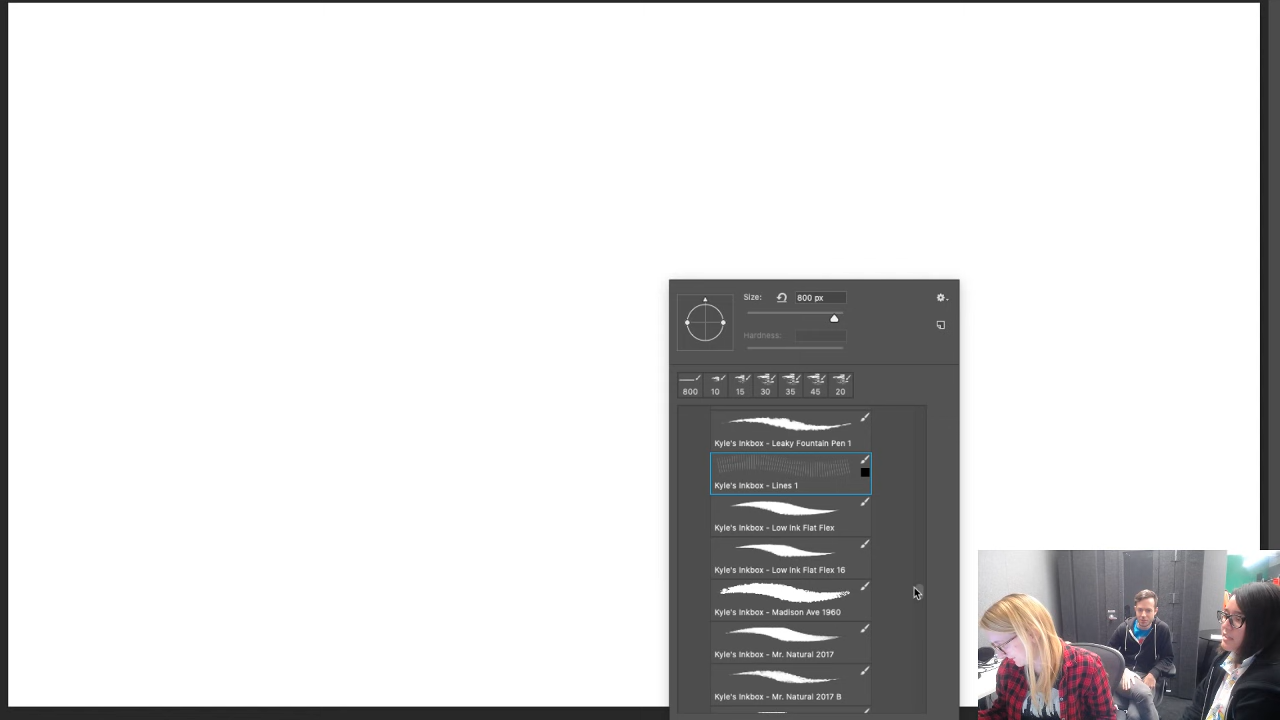 Size: 800 px
Hardness:
800 10 15 30 35 45 20
Kyle's Inkbox - Leaky Fountain Pen 1
Kyle's Inkbox - Lines 1
Kyle's Inkbox - Low Ink Flat Flex
Kyle's Inkbox - Low Ink Flat Flex 16
Kyle's Inkbox - Madison Ave 1960
Kyle's Inkbox - Mr. Natural 2017
Kyle's Inkbox - Mr. Natural 2017 B